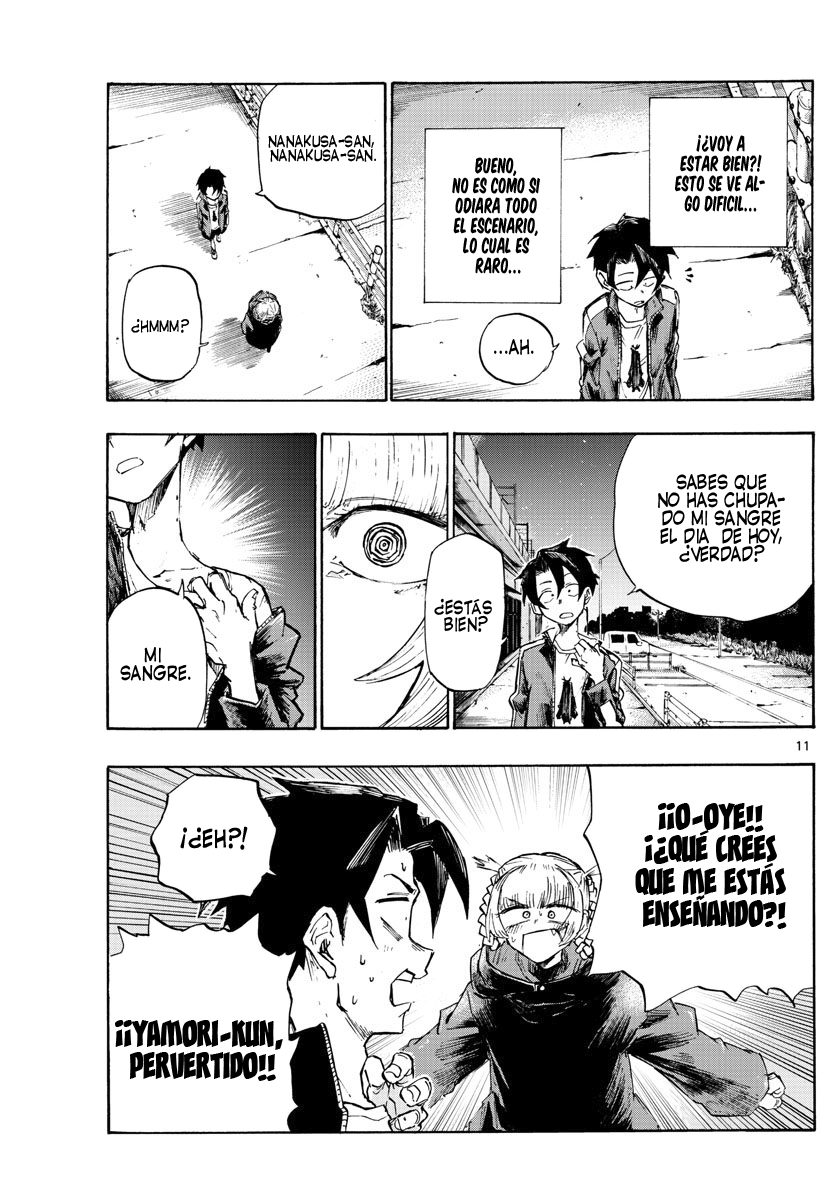 ¡¿VOY A
ESTAR BIEN?!
ESTO SE VE AL-
GO DIFICIL...
BUENO,
NO ES COMO SI
ODIARA TODO
EL ESCENARIO,
LO CUAL ES
RARO...
...AH.
NANAKUSA-SAN,
NANAKUSA-SAN.
¿HMMM?
SABES QUE
NO HAS CHUPA-
DO MI SANGRE
EL DIA DE HOY,
¿VERDAD?
¿ESTÁS
BIEN?
MI
SANGRE.
11
¡¡O-OYE!!
¡¿QUÉ CREES
QUE ME ESTÁS
ENSEÑANDO?!
¡¿EH?!
¡¡YAMORI-KUN,
PERVERTIDO!!